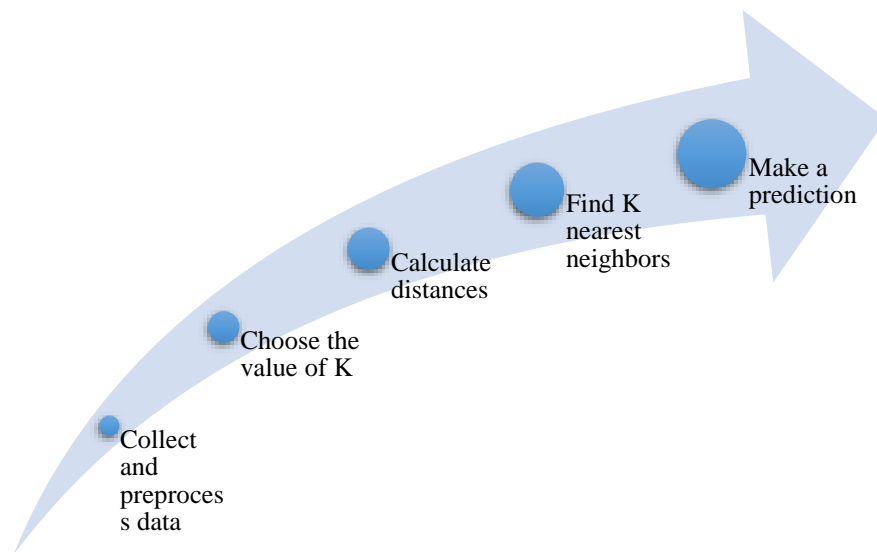 Collect
and
preproces
s data
Choose the
value of K
Calculate
distances
Find K
nearest
neighbors
Make a
prediction